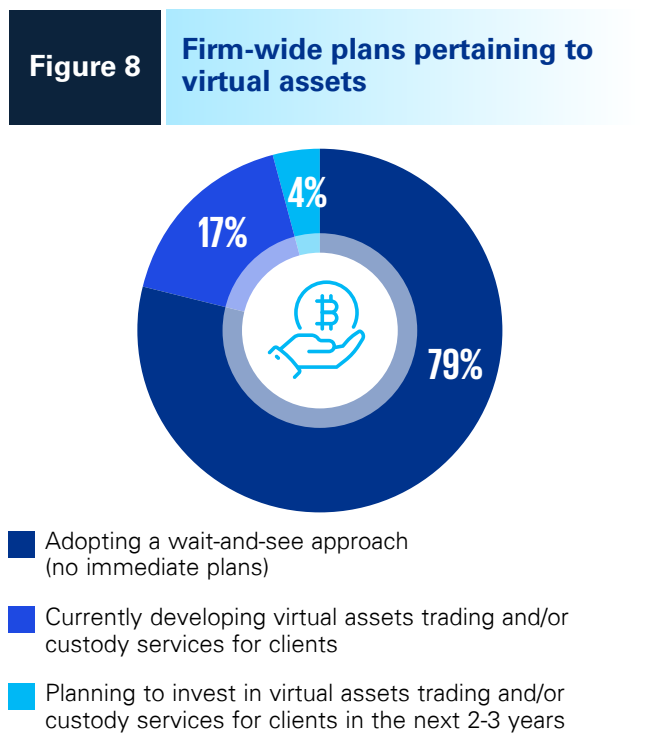 Figure 8
Firm-wide plans pertaining to
virtual assets
4%
17%
79%
Adopting a wait-and-see approach
(no immediate plans)
Currently developing virtual assets trading and/or
custody services for clients
Planning to invest in virtual assets trading and/or
custody services for clients in the next 2-3 years